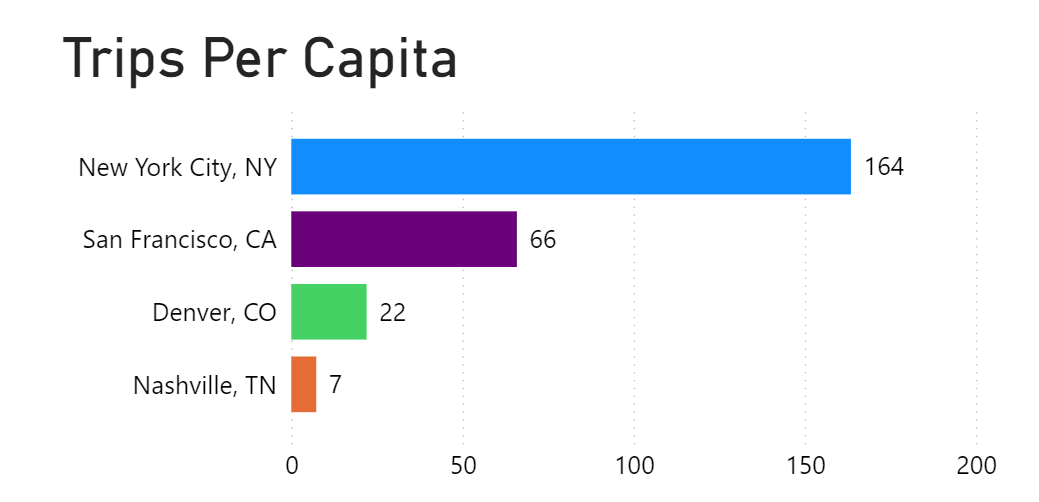 Trips Per Capita
New York City, NY 164
San Francisco, CA 66
Denver, CO 22
Nashville, TN 7
0 50 100 150 200